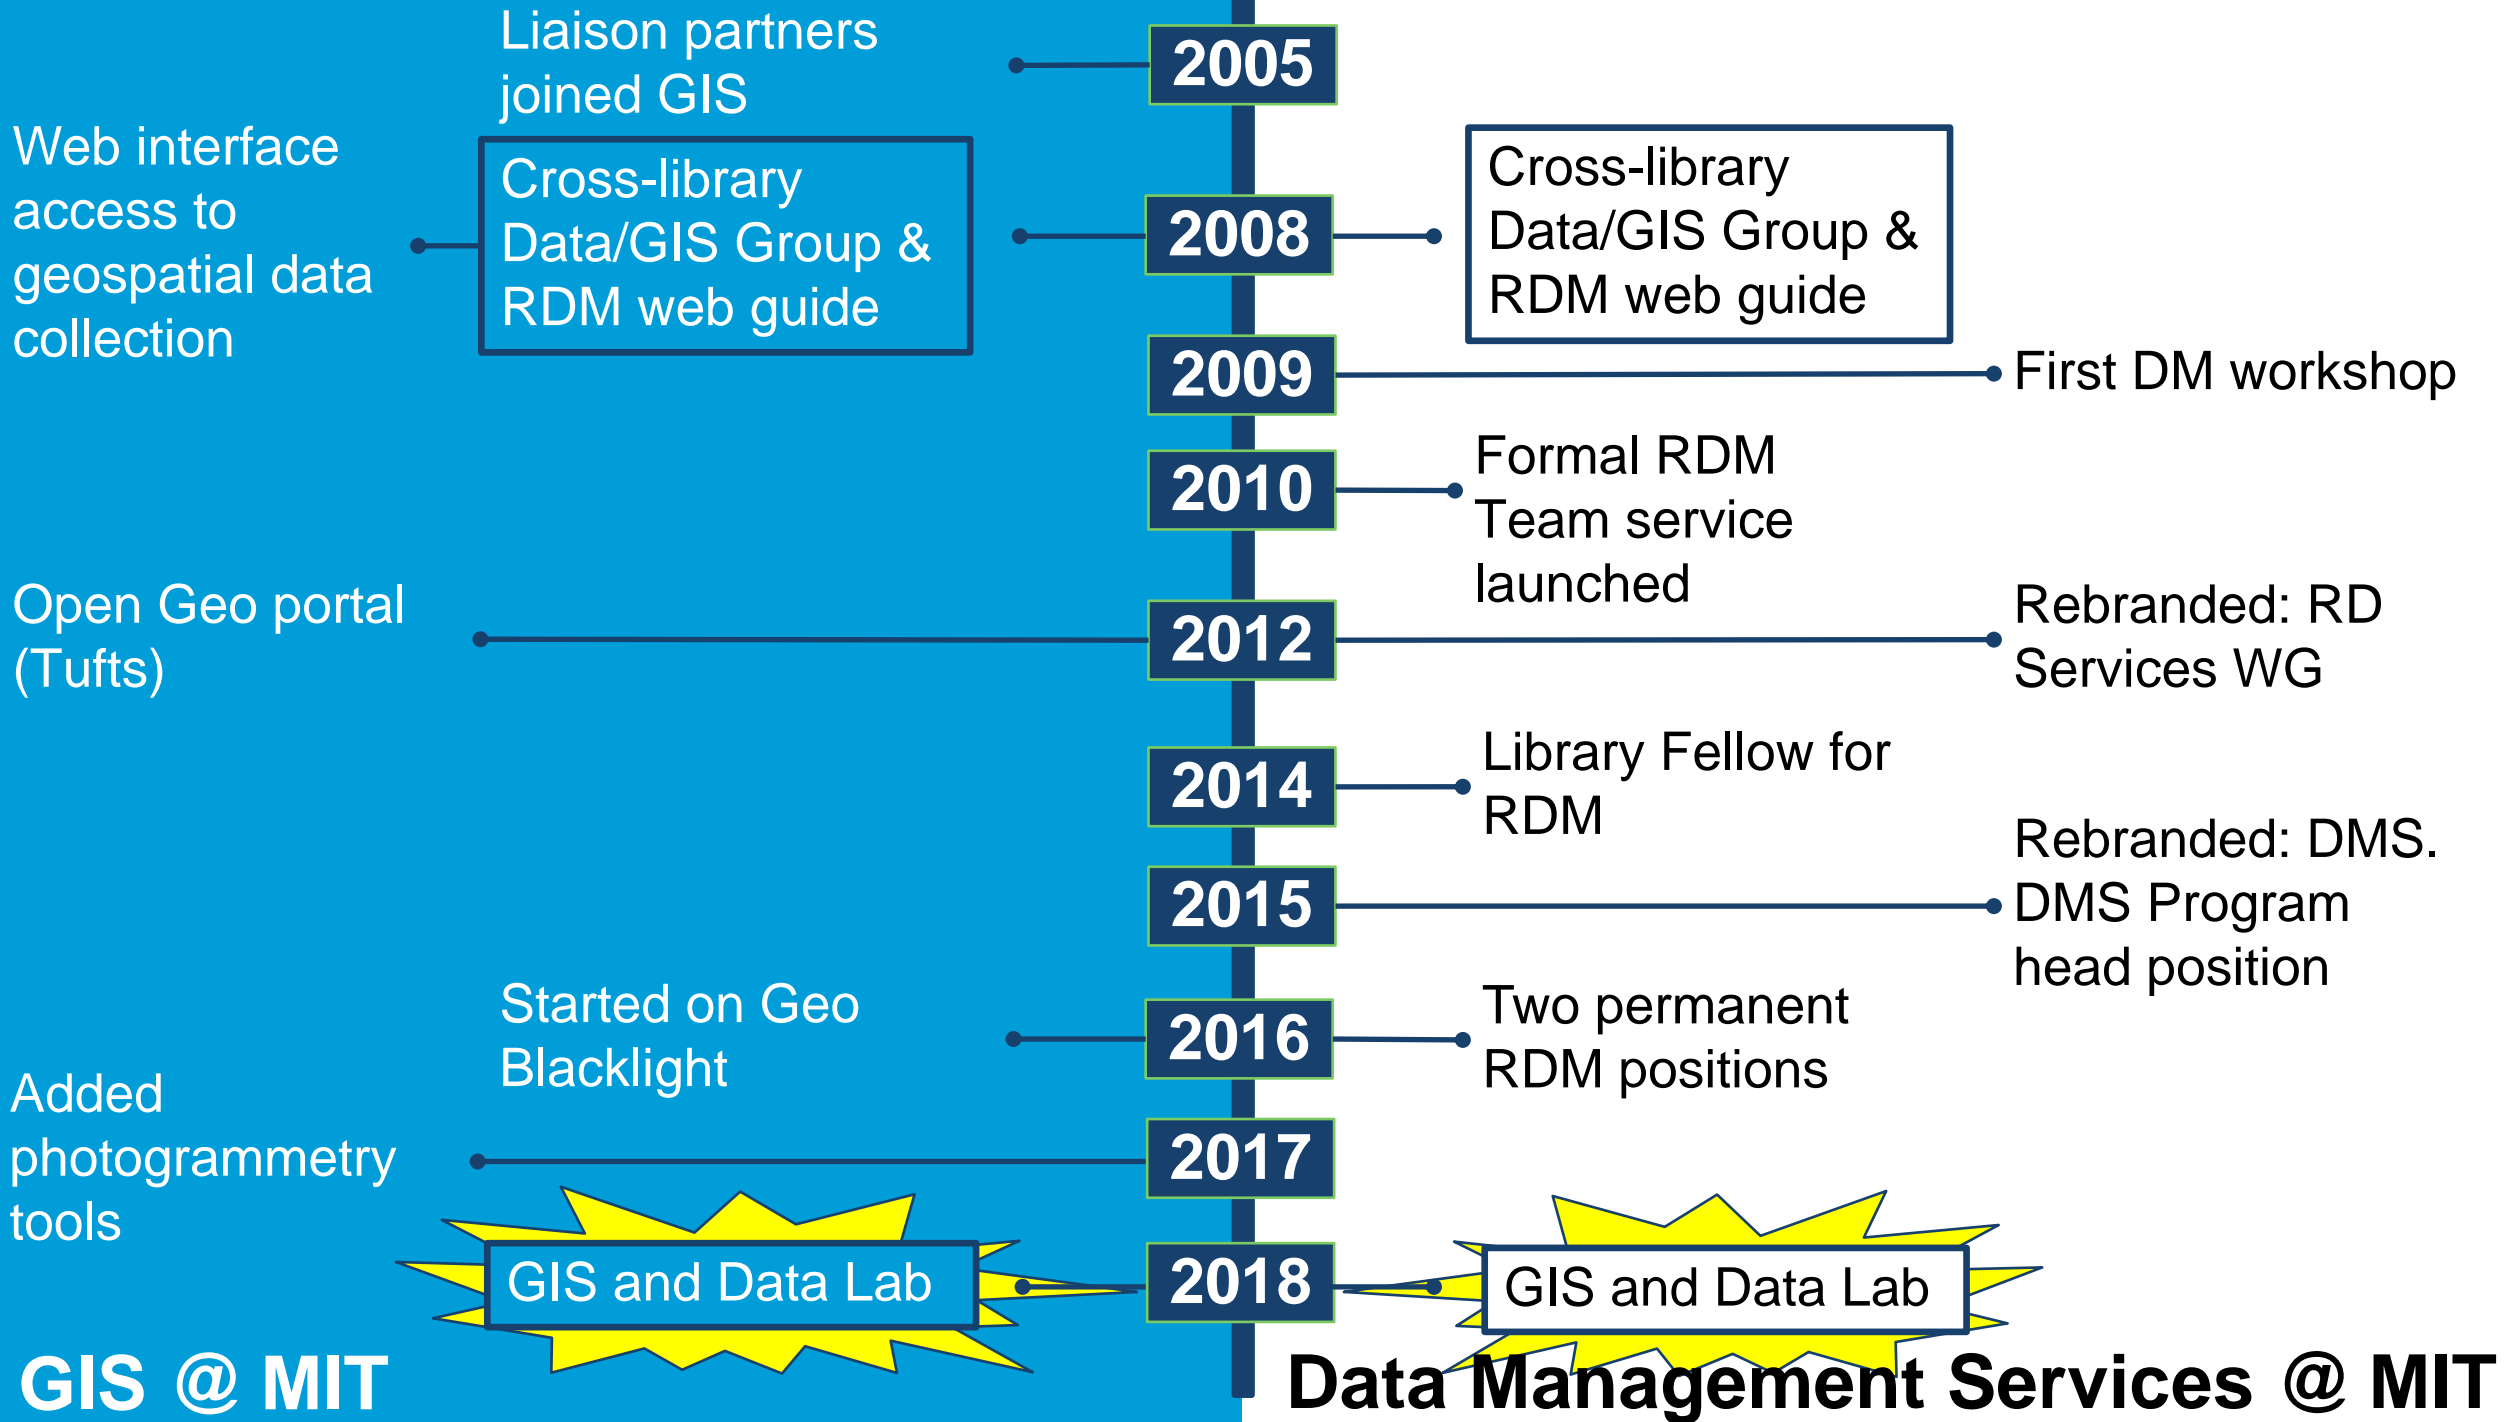 Liaison partners
joined GIS
2005
Web interface
access to
geospatial data
collection
Cross-library
Data/GIS Group &
RDM web guide
2008
Cross-library
Data/GIS Group &
RDM web guide
2009
First DM workshop
2010
Formal RDM
Team service
launched
Open Geo portal
(Tufts)
2012
Rebranded: RD
Services WG
2014
Library Fellow for
RDM
2015
Rebranded: DMS.
DMS Program
head position
Started on Geo
Blacklight
2016
Two permanent
RDM positions
Added
photogrammetry
tools
2017
GIS and Data Lab
2018
GIS and Data Lab
GIS @ MIT
Data Management Services @ MIT